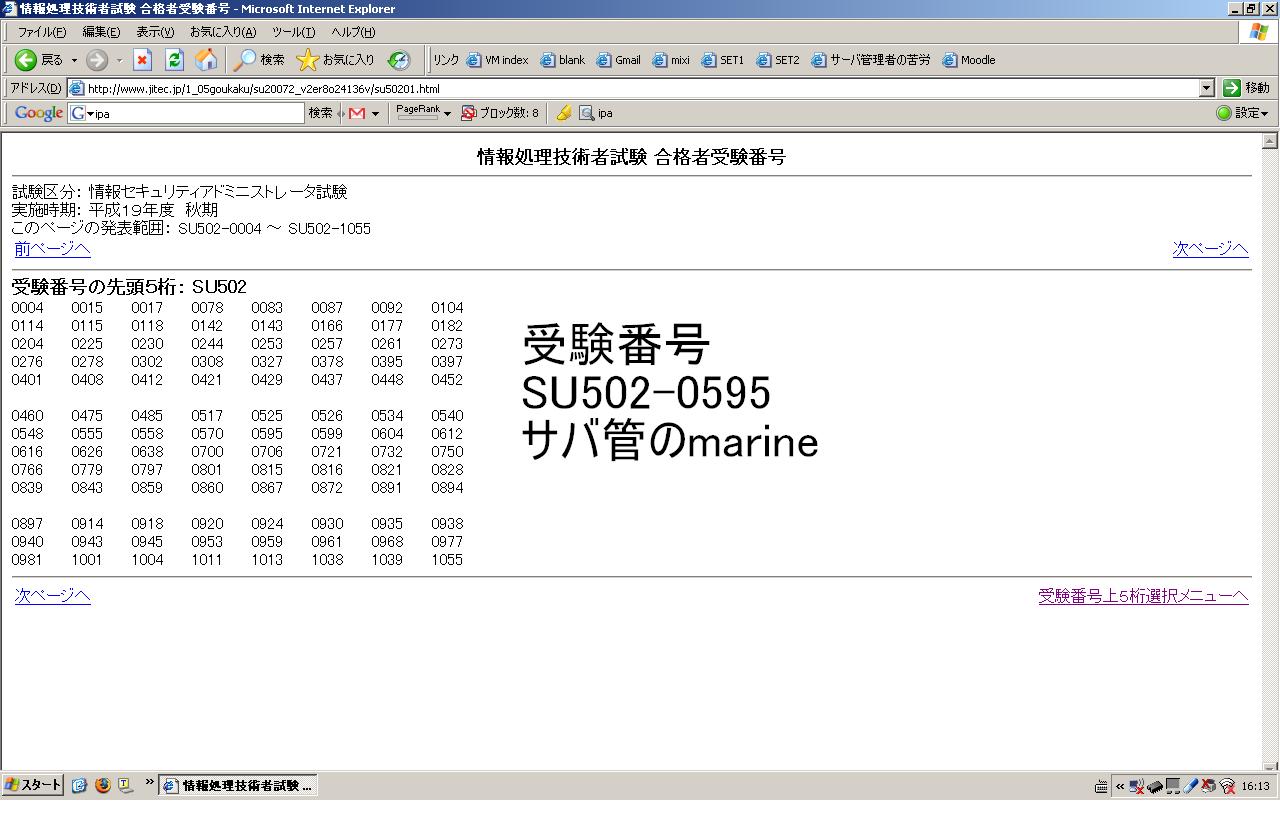 情報処理技術者試験 合格者受験番号 - Microsoft Internet Explorer
ファイル(F) 編集(E) 表示(V) お気に入り(A) ツール(T) ヘルプ(H)
戻る 検索 お気に入り リンク VM index blank Gmail mixi SET1 SET2 サーバ管理者の苦労 Moodle
アドレス(D) http://www.jitec.jp/1_05goukaku/su20072_v2er8o24136v/su50201.html 移動
Google G ipa 検索 PageRank ブロック数: 8 ipa 設定
情報処理技術者試験 合格者受験番号
試験区分: 情報セキュリティアドミニストレータ試験
実施時期: 平成19年度 秋期
このページの発表範囲: SU502-0004 ～ SU502-1055
前ページへ 次ページへ
受験番号の先頭5桁: SU502
0004 0015 0017 0078 0083 0087 0092 0104
0114 0115 0118 0142 0143 0166 0177 0182
0204 0225 0230 0244 0253 0257 0261 0273
0276 0278 0302 0308 0327 0378 0395 0397
0401 0408 0412 0421 0429 0437 0448 0452
0460 0475 0485 0517 0525 0526 0534 0540
0548 0555 0558 0570 0595 0599 0604 0612
0616 0626 0638 0700 0706 0721 0732 0750
0766 0779 0797 0801 0815 0816 0821 0828
0839 0843 0859 0860 0867 0872 0891 0894
0897 0914 0918 0920 0924 0930 0935 0938
0940 0943 0945 0953 0959 0961 0968 0977
0981 1001 1004 1011 1013 1038 1039 1055
受験番号
SU502-0595
サバ管のmarine
次ページへ 受験番号上5桁選択メニューへ
スタート 情報処理技術者試験 ... 16:13